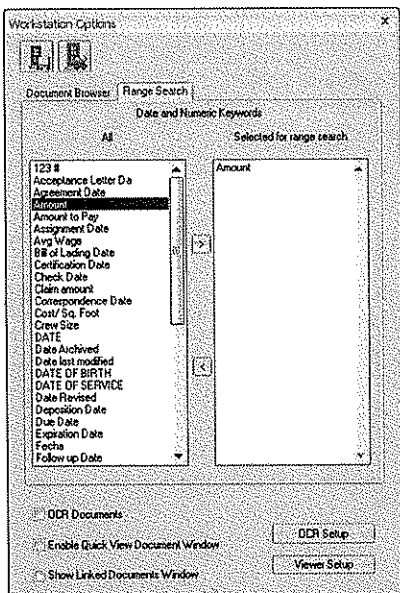 Workstation Options
x
Document Browser
Range Search
Date and Numeric Keywords
All
Selected for range search
123 #
Acceptance Letter Da
Agreement Date
Amount
Amount to Pay
Assignment Date
Avg Wage
Bill of Lading Date
Certification Date
Check Date
Claim amount
Correspondence Date
Cost/ Sq. Foot
Crew Size
DATE
Date Archived
Date last modified
DATE OF BIRTH
DATE OF SERVICE
Date Revised
Deposition Date
Due Date
Expiration Date
Fecha
Follow up Date
>
<
Amount
OCR Documents
Enable Quick View Document Window
Show Linked Documents Window
OCR Setup
Viewer Setup